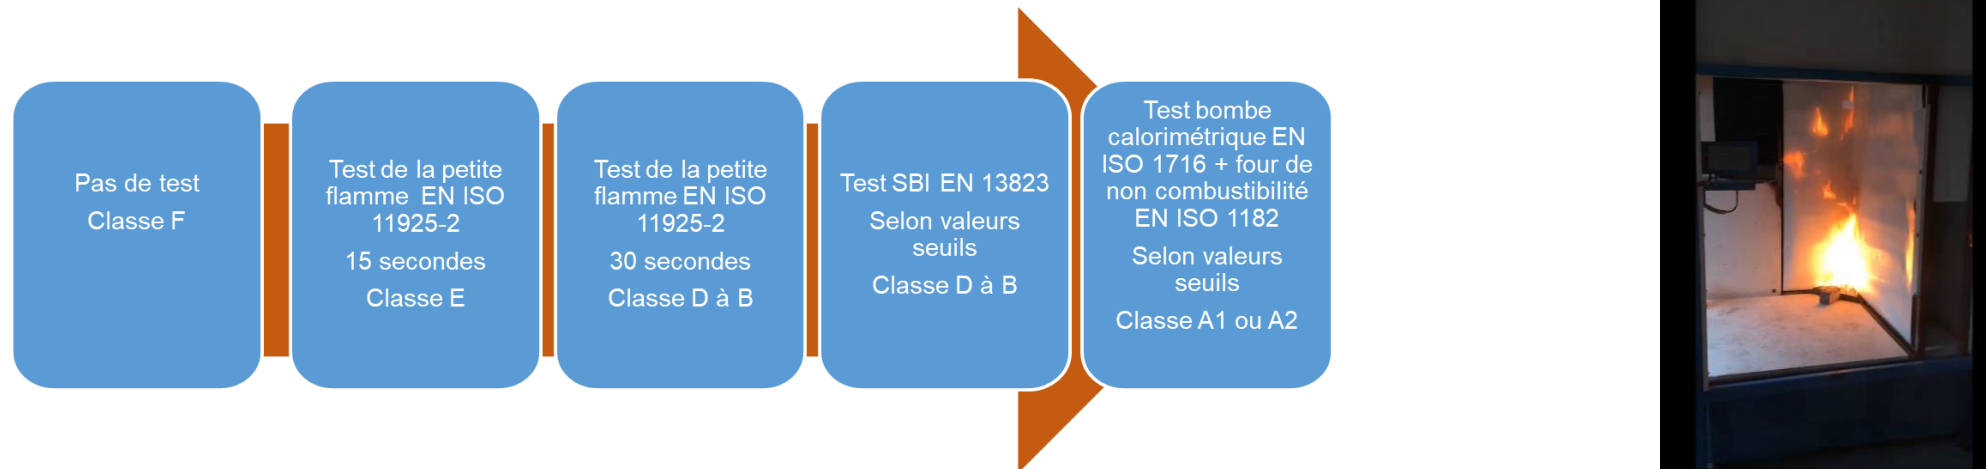 Pas de test
Classe F
Test de la petite
flamme EN ISO
11925-2
15 secondes
Classe E
Test de la petite
flamme EN ISO
11925-2
30 secondes
Classe D à B
Test SBI EN 13823
Selon valeurs
seuils
Classe D à B
Test bombe
calorimétrique EN
ISO 1716 + four de
non combustibilité
EN ISO 1182
Selon valeurs
seuils
Classe A1 ou A2